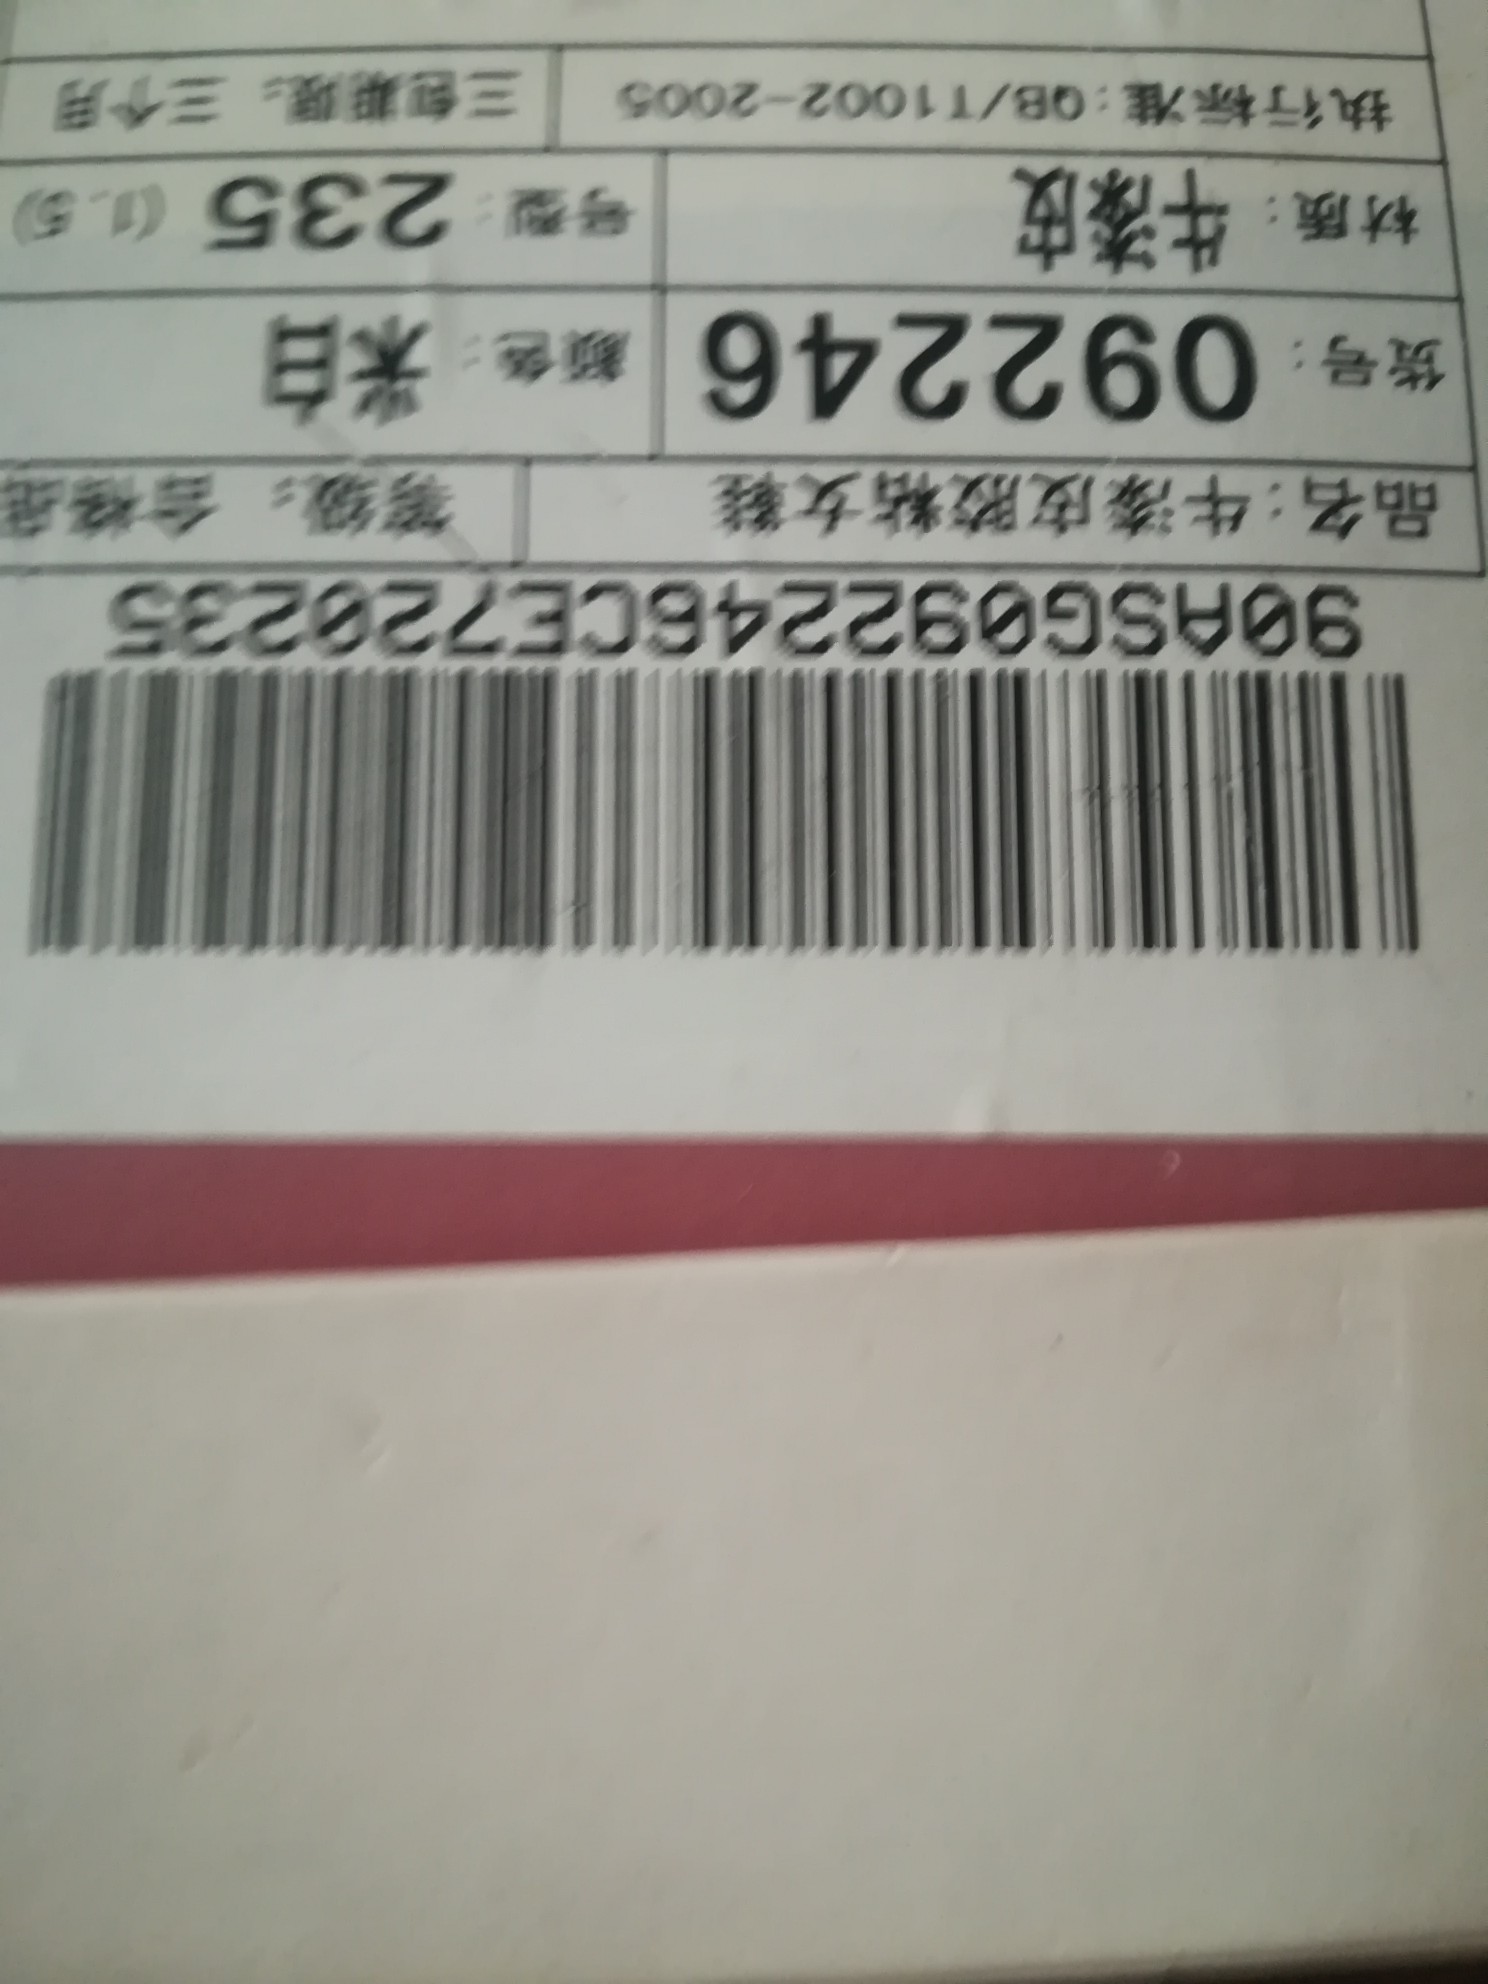 90ASG092246CE720235
品名:牛漆皮胶粘女鞋 等级:合格品
货号:092246 颜色:米白
材质:牛漆皮 号型:235(1.5)
执行标准:QB/T1002-2005 三包期限:三个月